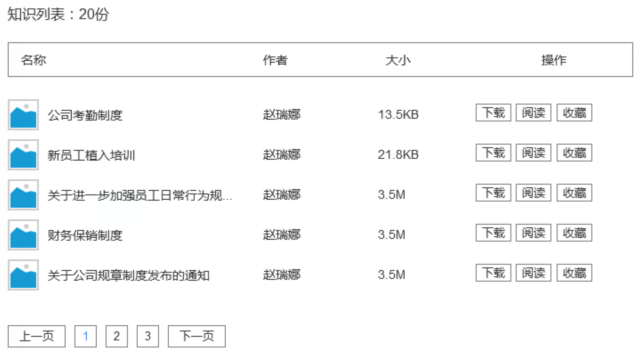 知识列表：20份
名称 作者 大小 操作
公司考勤制度 赵瑞娜 13.5KB 下载 阅读 收藏
新员工植入培训 赵瑞娜 21.8KB 下载 阅读 收藏
关于进一步加强员工日常行为规... 赵瑞娜 3.5M 下载 阅读 收藏
财务保销制度 赵瑞娜 3.5M 下载 阅读 收藏
关于公司规章制度发布的通知 赵瑞娜 3.5M 下载 阅读 收藏
上一页 1 2 3 下一页